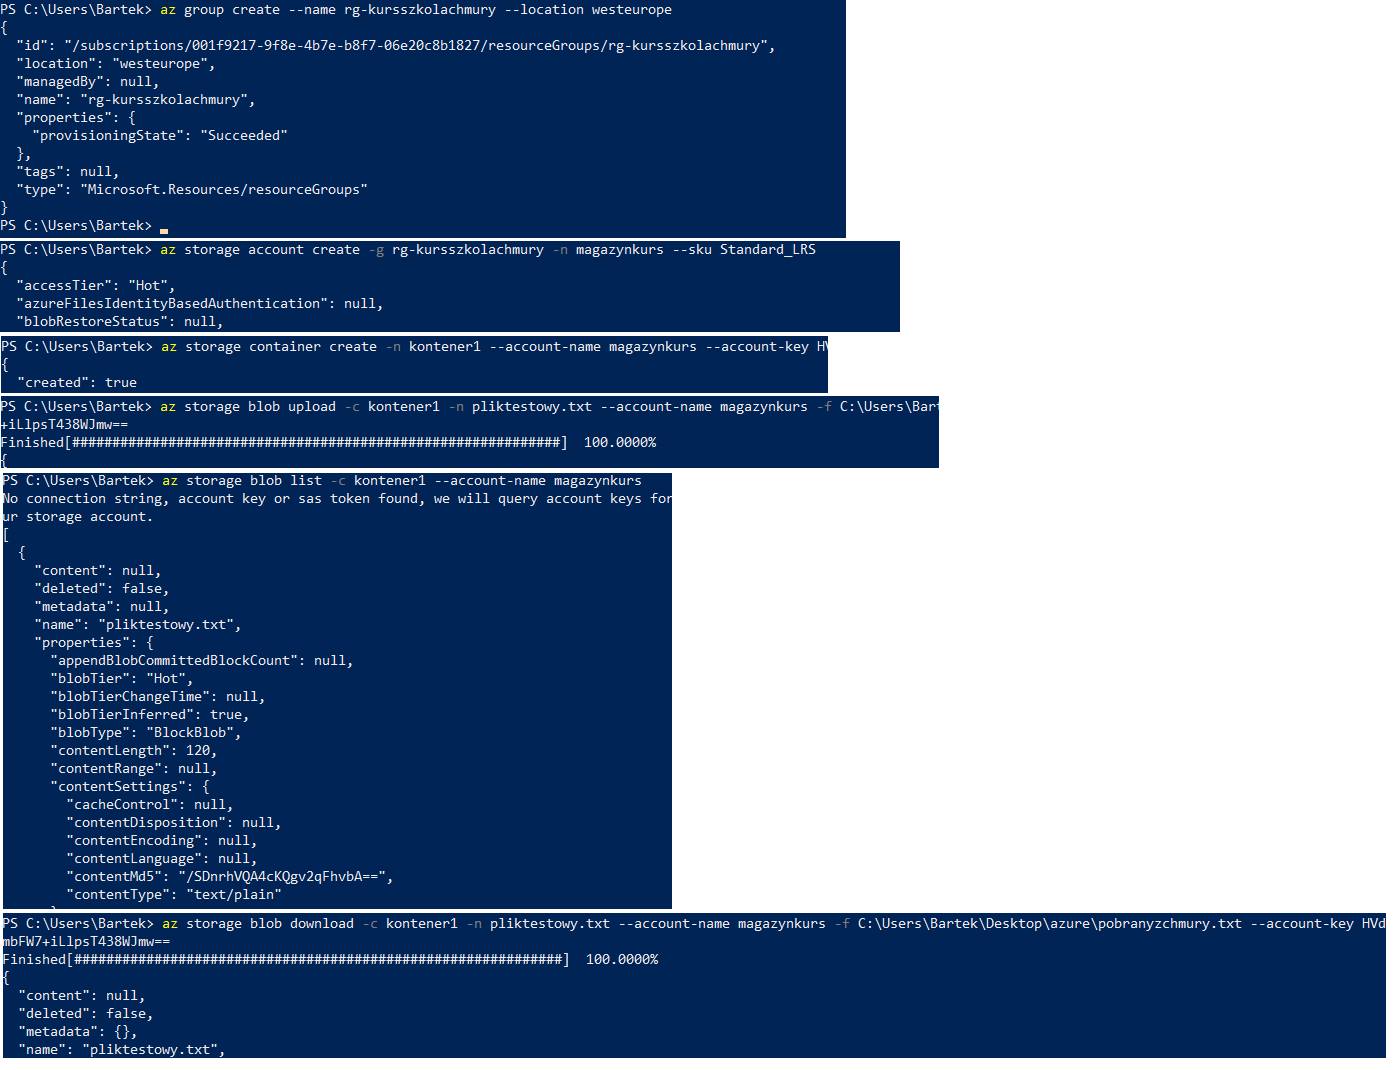 PS C:\Users\Bartek> az group create --name rg-kursszkolachmury --location westeurope
{
  "id": "/subscriptions/001f9217-9f8e-4b7e-b8f7-06e20c8b1827/resourceGroups/rg-kursszkolachmury",
  "location": "westeurope",
  "managedBy": null,
  "name": "rg-kursszkolachmury",
  "properties": {
    "provisioningState": "Succeeded"
  },
  "tags": null,
  "type": "Microsoft.Resources/resourceGroups"
}
PS C:\Users\Bartek>
PS C:\Users\Bartek> az storage account create -g rg-kursszkolachmury -n magazynkurs --sku Standard_LRS
{
  "accessTier": "Hot",
  "azureFilesIdentityBasedAuthentication": null,
  "blobRestoreStatus": null,
PS C:\Users\Bartek> az storage container create -n kontener1 --account-name magazynkurs --account-key HV
{
  "created": true
PS C:\Users\Bartek> az storage blob upload -c kontener1 -n pliktestowy.txt --account-name magazynkurs -f C:\Users\Bart
+iLlpsT438WJmw==
Finished[#############################################################]  100.0000%
{
PS C:\Users\Bartek> az storage blob list -c kontener1 --account-name magazynkurs
No connection string, account key or sas token found, we will query account keys for
ur storage account.
[
  {
    "content": null,
    "deleted": false,
    "metadata": null,
    "name": "pliktestowy.txt",
    "properties": {
      "appendBlobCommittedBlockCount": null,
      "blobTier": "Hot",
      "blobTierChangeTime": null,
      "blobTierInferred": true,
      "blobType": "BlockBlob",
      "contentLength": 120,
      "contentRange": null,
      "contentSettings": {
        "cacheControl": null,
        "contentDisposition": null,
        "contentEncoding": null,
        "contentLanguage": null,
        "contentMd5": "/SDnrhVQA4cKQgv2qFhvbA==",
        "contentType": "text/plain"
PS C:\Users\Bartek> az storage blob download -c kontener1 -n pliktestowy.txt --account-name magazynkurs -f C:\Users\Bartek\Desktop\azure\pobranyzchmury.txt --account-key HVd
mbFW7+iLlpsT438WJmw==
Finished[#############################################################]  100.0000%
{
  "content": null,
  "deleted": false,
  "metadata": {},
  "name": "pliktestowy.txt",